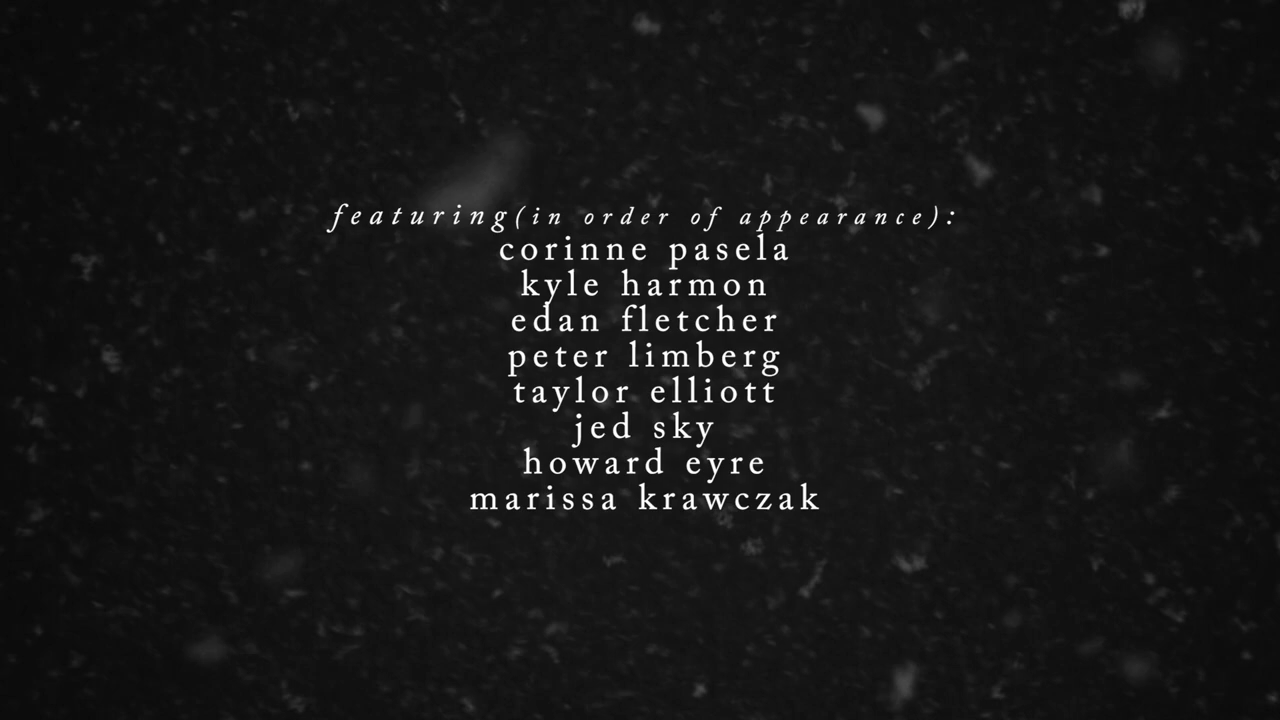 featuring(in order of appearance):
corinne pasela
kyle harmon
edan fletcher
peter limberg
taylor elliott
jed sky
howard eyre
marissa krawczak